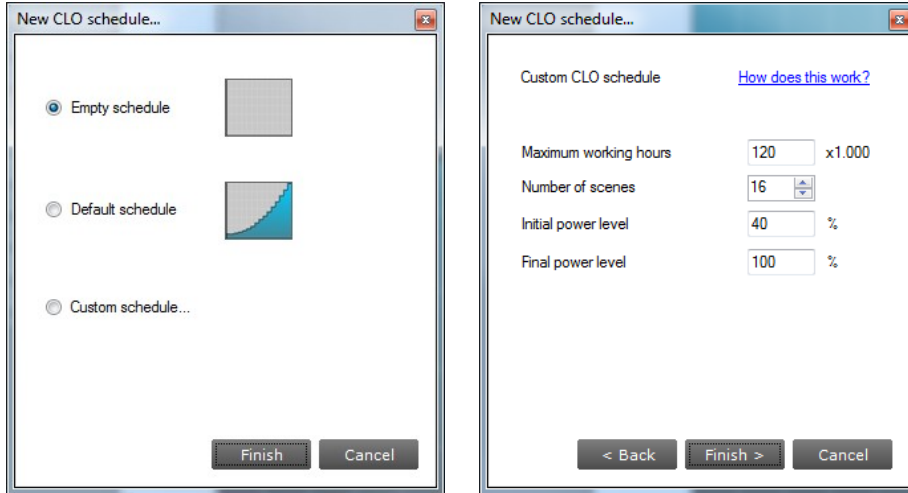 New CLO schedule...
Empty schedule
Default schedule
Custom schedule...
Finish Cancel
New CLO schedule...
Custom CLO schedule How does this work?
Maximum working hours 120 x1.000
Number of scenes 16
Initial power level 40 %
Final power level 100 %
< Back Finish > Cancel